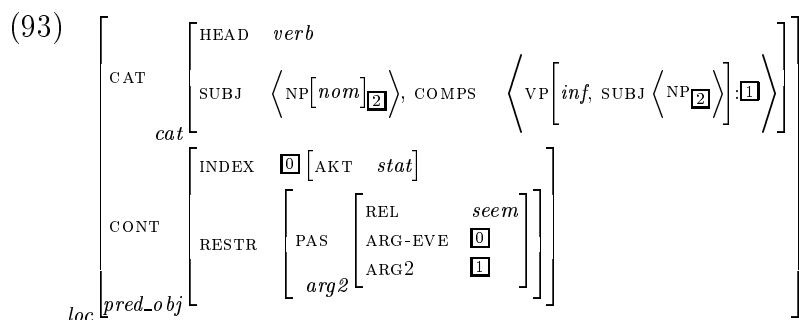 (93)
HEAD verb
CAT SUBJ ⟨NP[nom]2⟩, COMPS ⟨VP[inf, SUBJ ⟨NP2⟩]:1⟩
cat
INDEX 0 [AKT stat]
REL seem
CONT RESTR PAS ARG-EVE 0
ARG2 1
arg2
loc pred_obj